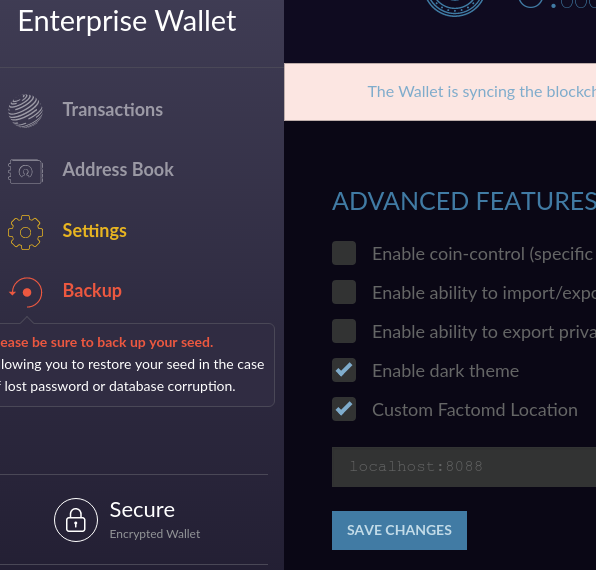 Enterprise Wallet
Transactions
Address Book
Settings
Backup
ease be sure to back up your seed.
lowing you to restore your seed in the case
lost password or database corruption.
Secure
Encrypted Wallet
The Wallet is syncing the blockch
ADVANCED FEATURES
Enable coin-control (specific
Enable ability to import/expo
Enable ability to export priva
Enable dark theme
Custom Factomd Location
localhost:8088
SAVE CHANGES